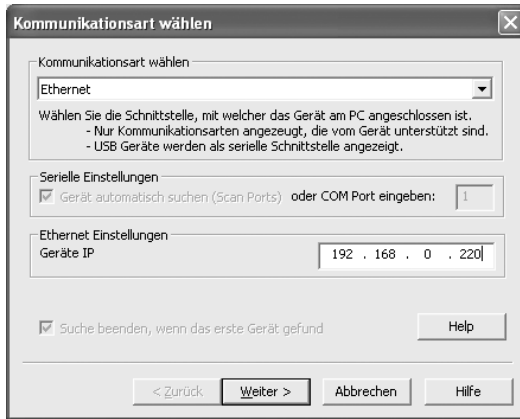 Kommunikationsart wählen
Kommunikationsart wählen
Ethernet
Wählen Sie die Schnittstelle, mit welcher das Gerät am PC angeschlossen ist.
- Nur Kommunikationsarten angezeigt, die vom Gerät unterstützt sind.
- USB Geräte werden als serielle Schnittstelle angezeigt.
Serielle Einstellungen
Gerät automatisch suchen (Scan Ports) oder COM Port eingeben: 1
Ethernet Einstellungen
Geräte IP 192 . 168 . 0 . 220
Suche beenden, wenn das erste Gerät gefund Help
< Zurück Weiter > Abbrechen Hilfe